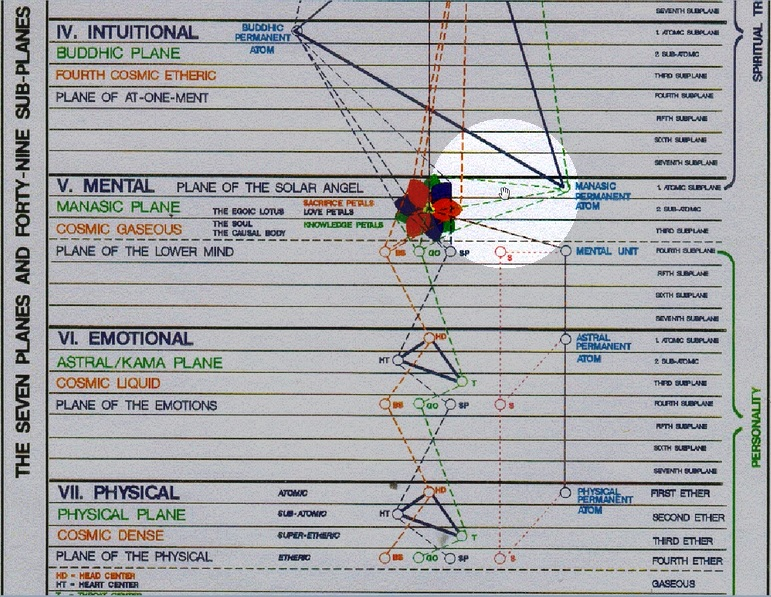 THE SEVEN PLANES AND FORTY-NINE SUB-PLANES
SEVENTH SUBPLANE
SPIRITUAL TR
IV. INTUITIONAL
BUDDHIC PERMANENT ATOM
1. ATOMIC SUBPLANE
BUDDHIC PLANE
2. SUB-ATOMIC
FOURTH COSMIC ETHERIC
THIRD SUBPLANE
PLANE OF AT-ONE-MENT
FOURTH SUBPLANE
FIFTH SUBPLANE
SIXTH SUBPLANE
SEVENTH SUBPLANE
V. MENTAL PLANE OF THE SOLAR ANGEL
MANASIC PERMANENT ATOM
1. ATOMIC SUBPLANE
MANASIC PLANE
THE EGOIC LOTUS
SACRIFICE PETALS
LOVE PETALS
2. SUB-ATOMIC
COSMIC GASEOUS
THE SOUL
THE CAUSAL BODY
KNOWLEDGE PETALS
THIRD SUBPLANE
PLANE OF THE LOWER MIND
BS GO SP S
MENTAL UNIT
FOURTH SUBPLANE
FIFTH SUBPLANE
SIXTH SUBPLANE
SEVENTH SUBPLANE
PERSONALITY
VI. EMOTIONAL
HD
ASTRAL PERMANENT ATOM
1. ATOMIC SUBPLANE
ASTRAL/KAMA PLANE
HT
2. SUB-ATOMIC
COSMIC LIQUID
T
THIRD SUBPLANE
PLANE OF THE EMOTIONS
BS GO SP S
FOURTH SUBPLANE
FIFTH SUBPLANE
SIXTH SUBPLANE
SEVENTH SUBPLANE
VII. PHYSICAL
ATOMIC
HD
PHYSICAL PERMANENT ATOM
FIRST ETHER
PHYSICAL PLANE
SUB-ATOMIC
HT
SECOND ETHER
COSMIC DENSE
SUPER-ETHERIC
T
THIRD ETHER
PLANE OF THE PHYSICAL
ETHERIC
BS GO SP S
FOURTH ETHER
HD = HEAD CENTER
HT = HEART CENTER
GASEOUS